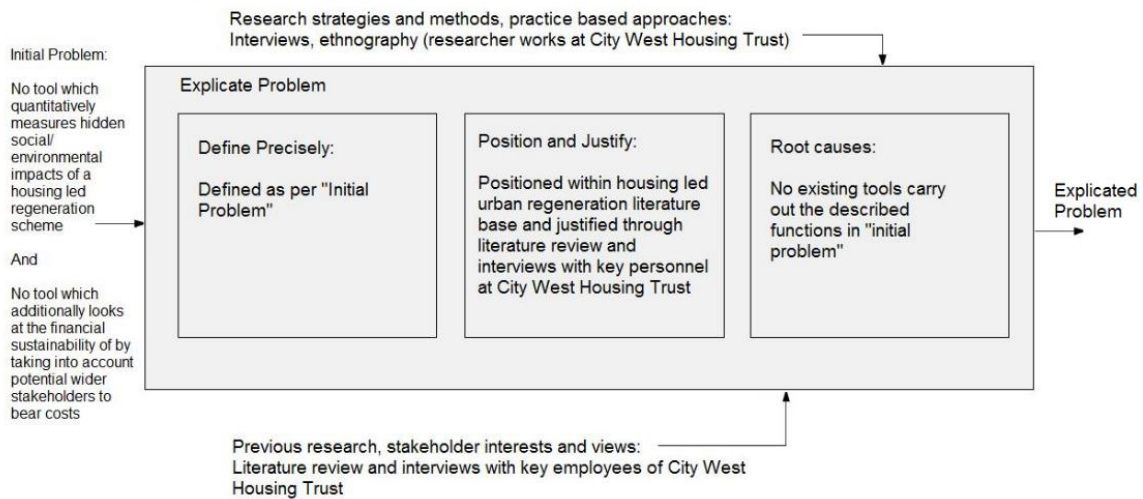 Research strategies and methods, practice based approaches:
Interviews, ethnography (researcher works at City West Housing Trust)
Initial Problem:
No tool which
quantitatively
measures hidden
social/
environmental
impacts of a
housing led
regeneration
scheme
And
No tool which
additionally looks
at the financial
sustainability of by
taking into account
potential wider
stakeholders to
bear costs
Explicate Problem
Define Precisely:
Defined as per "Initial
Problem"
Position and Justify:
Positioned within housing led
urban regeneration literature
base and justified through
literature review and
interviews with key personnel
at City West Housing Trust
Root causes:
No existing tools carry
out the described
functions in "initial
problem"
Explicated
Problem
Previous research, stakeholder interests and views:
Literature review and interviews with key employees of City West
Housing Trust